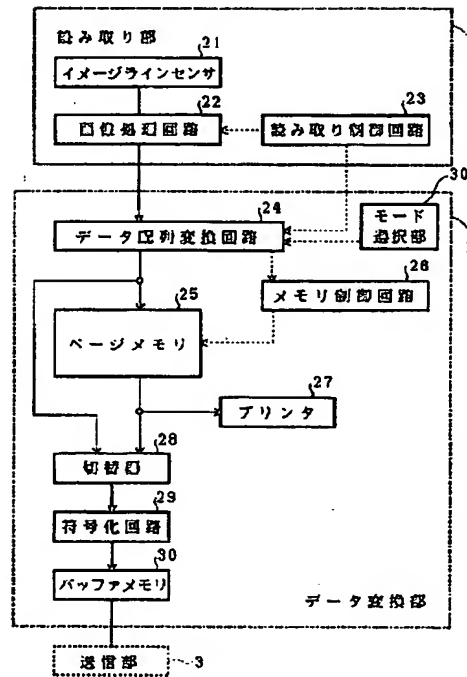 読み取り部
21
イメージラインセンサ
22
23
画像処理回路
読み取り制御回路
30
24
モード
選択部
データ配列変換回路
26
メモリ制御回路
25
ページメモリ
27
プリンタ
28
切替器
29
符号化回路
30
バッファメモリ
データ変換部
送信部
3